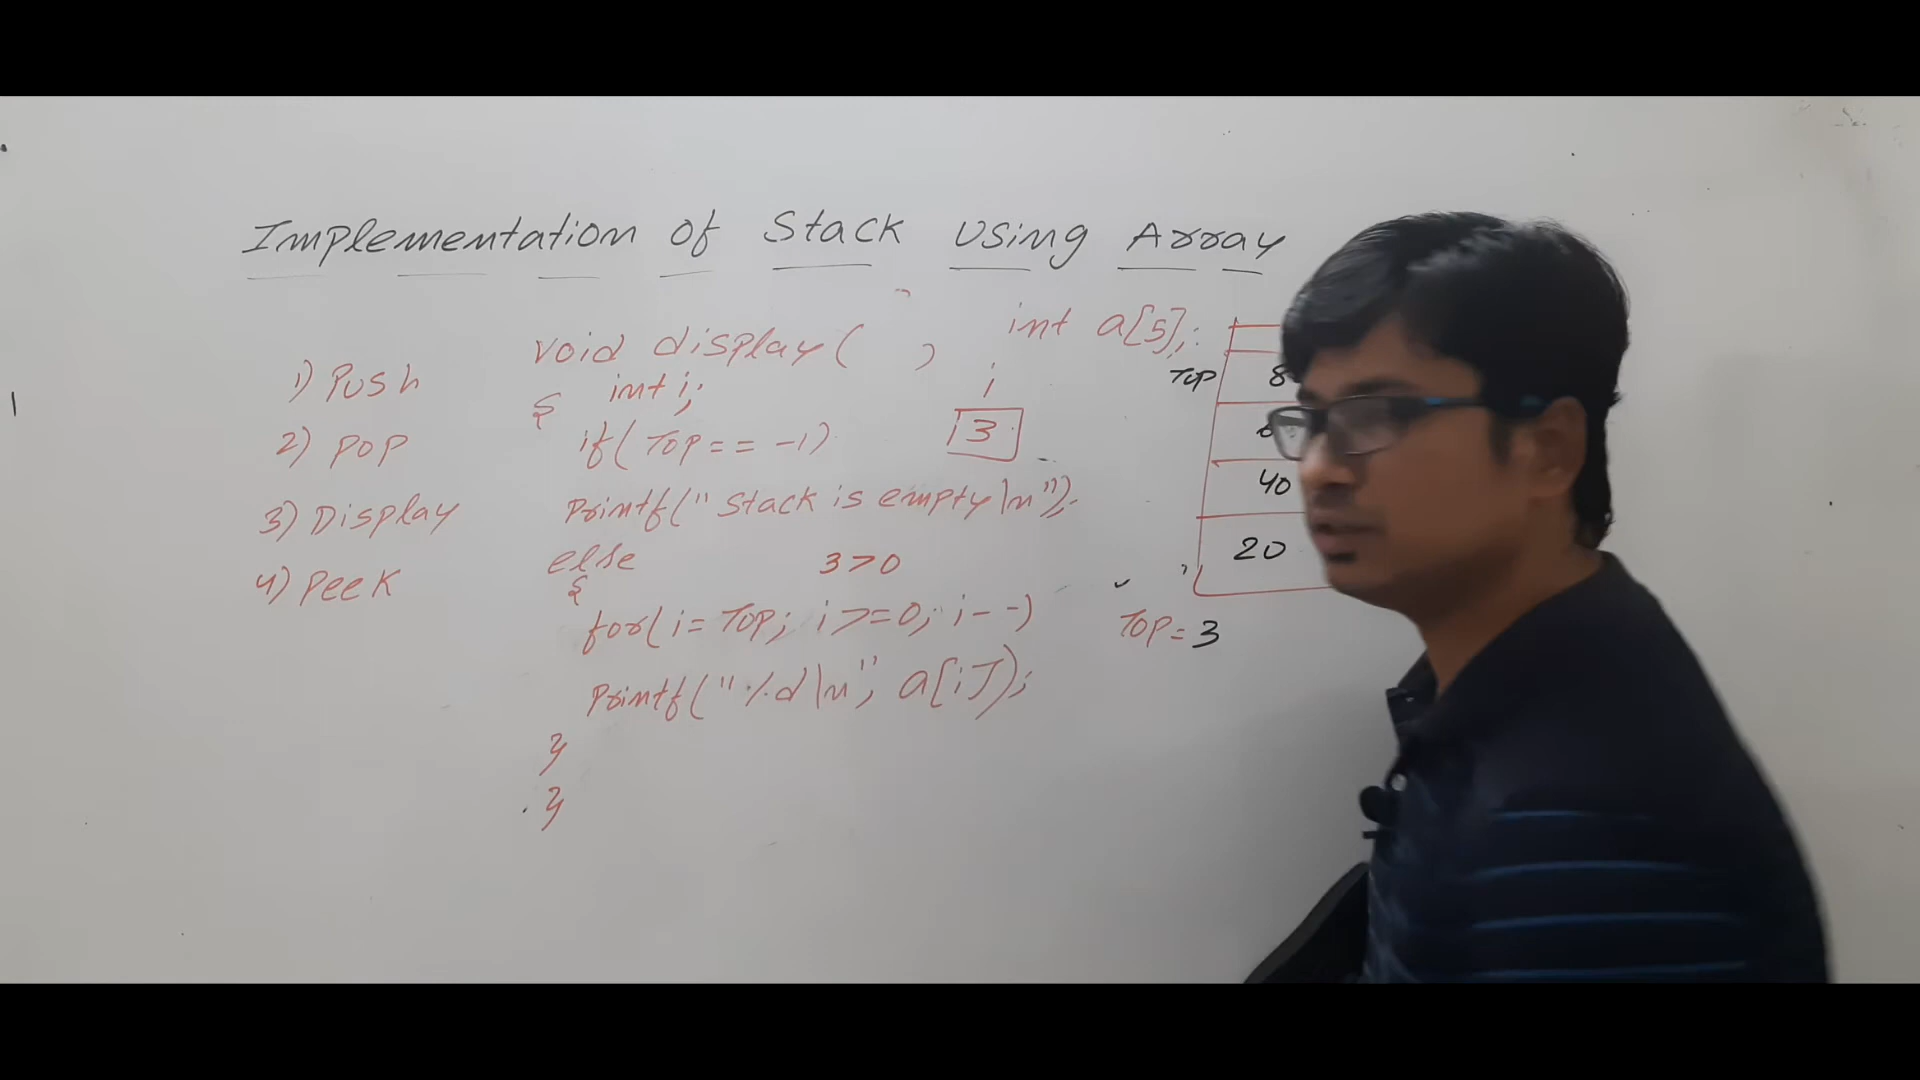 Implementation of Stack Using Array
1) Push
2) Pop
3) Display
4) Peek
void display( )
{ int i;
if( Top == -1)
Printf(" Stack is empty\n");
else
{
3>0
for( i= Top; i>=0; i--)
Printf(" %d\n", a[i]);
}
}
int a[5];
i
3
Top
40
20
Top = 3